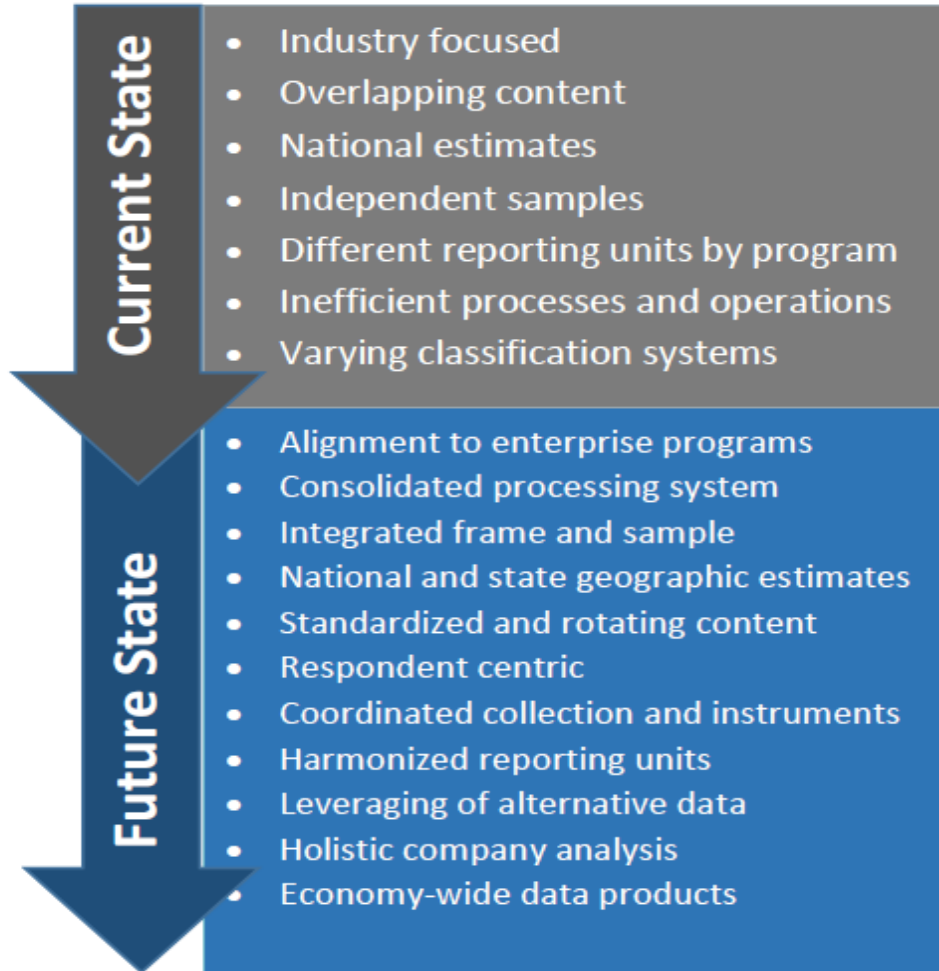 Current State
• Industry focused
• Overlapping content
• National estimates
• Independent samples
• Different reporting units by program
• Inefficient processes and operations
• Varying classification systems
Future State
• Alignment to enterprise programs
• Consolidated processing system
• Integrated frame and sample
• National and state geographic estimates
• Standardized and rotating content
• Respondent centric
• Coordinated collection and instruments
• Harmonized reporting units
• Leveraging of alternative data
• Holistic company analysis
• Economy-wide data products